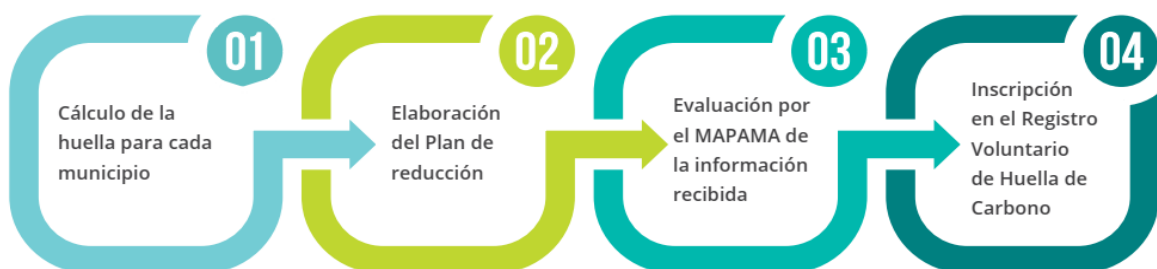 01
Cálculo de la
huella para cada
municipio
02
Elaboración
del Plan de
reducción
03
Evaluación por
el MAPAMA de
la información
recibida
04
Inscripción
en el Registro
Voluntario
de Huella de
Carbono